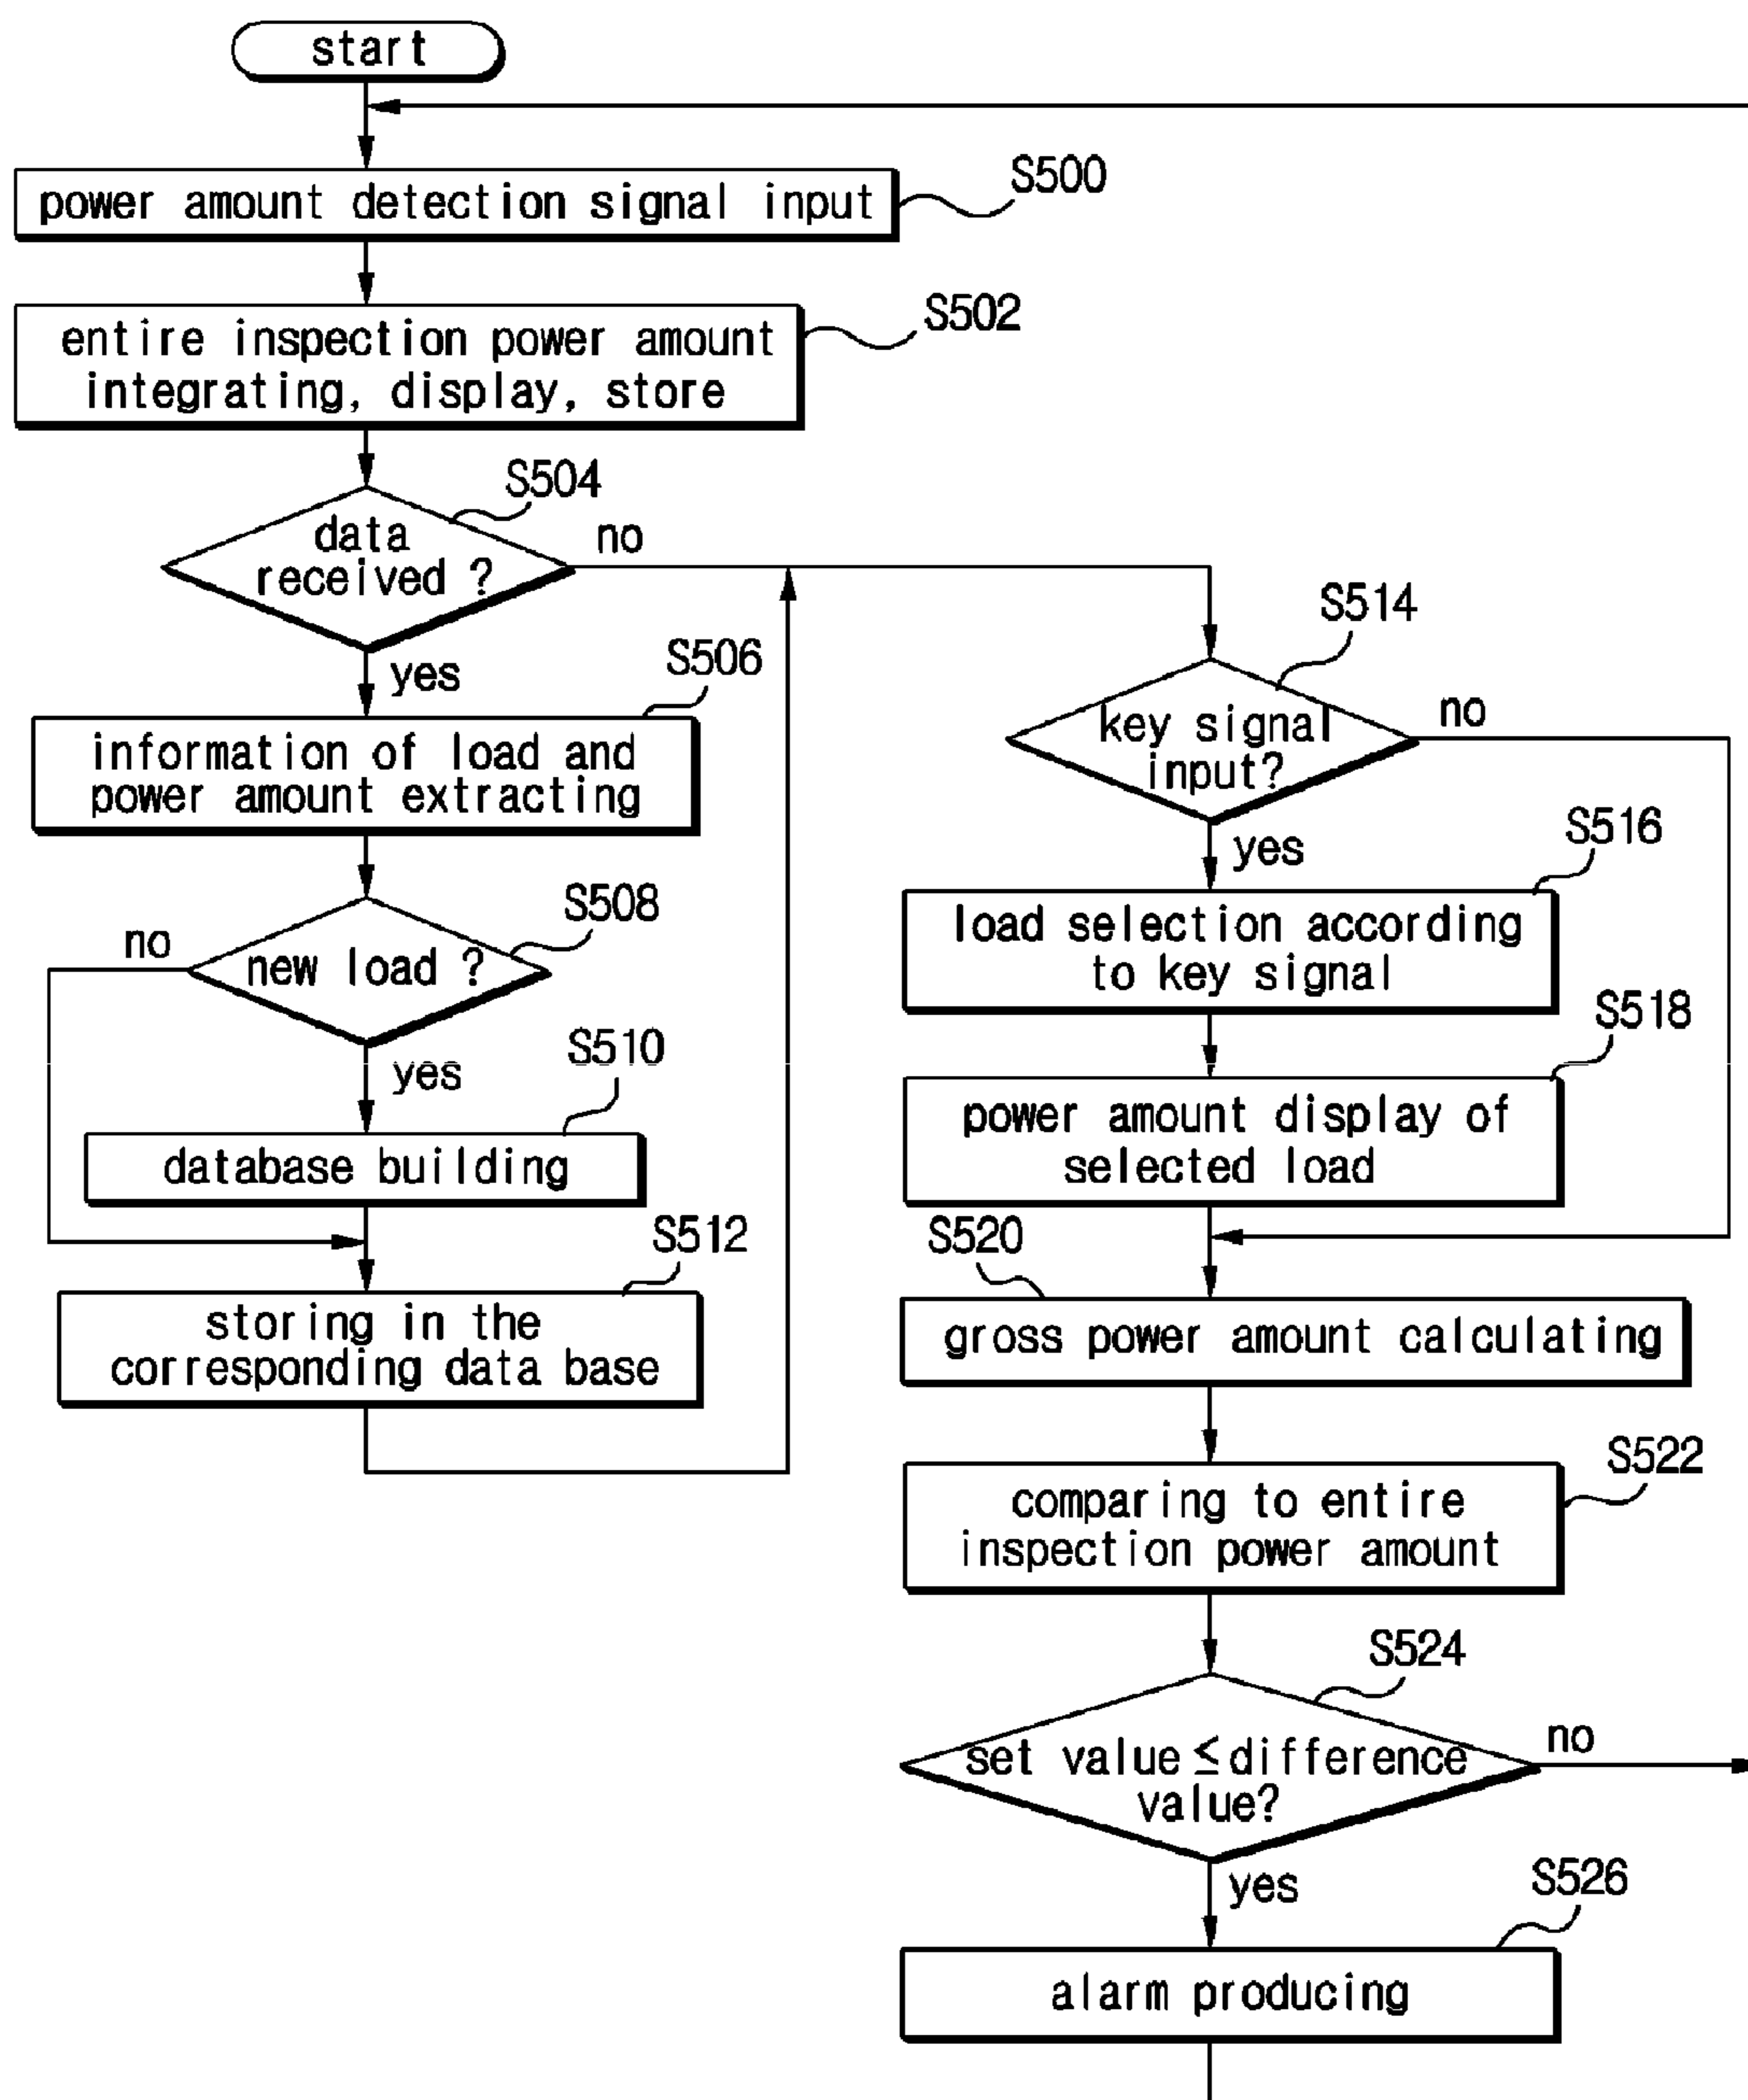 start
power amount detection signal input
S500
entire inspection power amount
integrating, display, store
S502
data
received ?
S504
no
yes
information of load and
power amount extracting
S506
new load ?
S508
no
yes
database building
S510
storing in the
corresponding data base
S512
key signal
input?
S514
no
yes
load selection according
to key signal
S516
power amount display of
selected load
S518
gross power amount calculating
S520
comparing to entire
inspection power amount
S522
set value ≤ difference
value?
S524
no
yes
alarm producing
S526